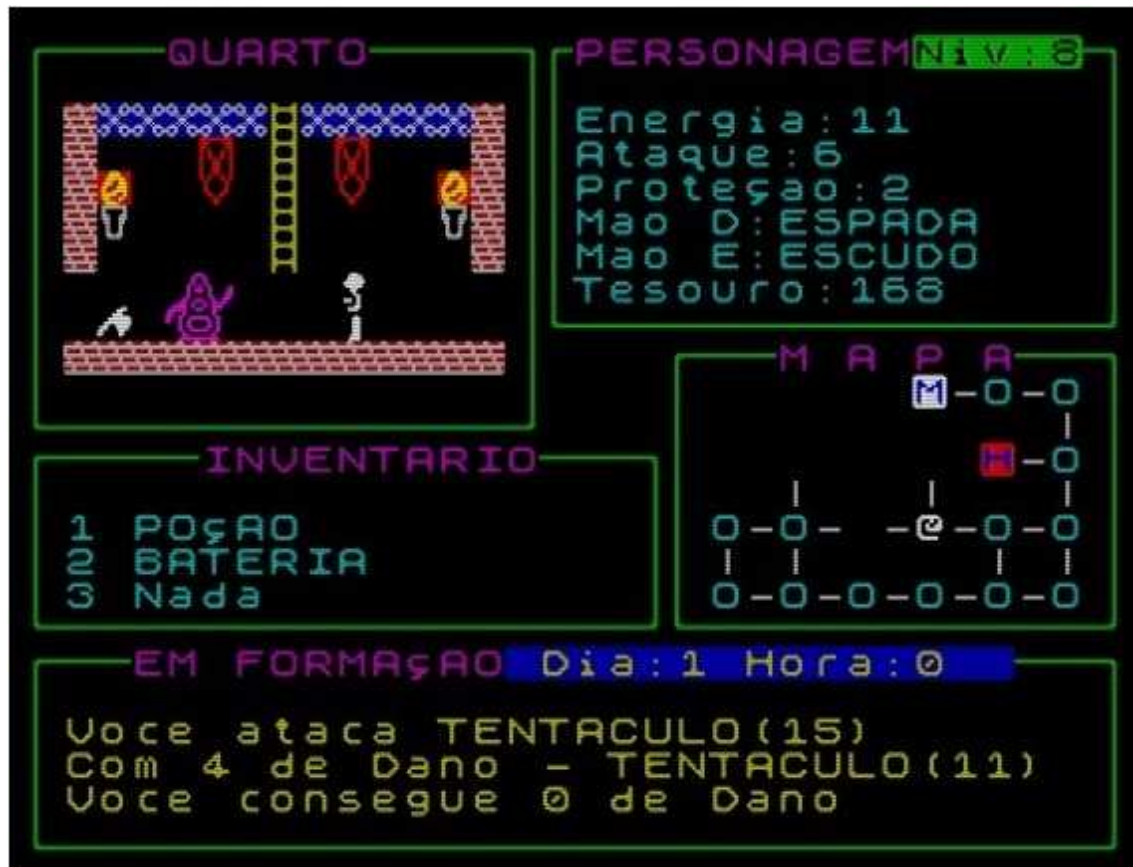 QUARTO
PERSONAGEM Niv:8
Energia:11
Ataque:6
Proteção:2
Mao D:ESPADA
Mao E:ESCUDO
Tesouro:168
M A P A
M-O-O
H-O
O-O- -@-O-O
O-O-O-O-O-O
INVENTARIO
1 POçAO
2 BATERIA
3 Nada
EM FORMAçAO Dia:1 Hora:0
Voce ataca TENTACULO(15)
Com 4 de Dano - TENTACULO(11)
Voce consegue 0 de Dano